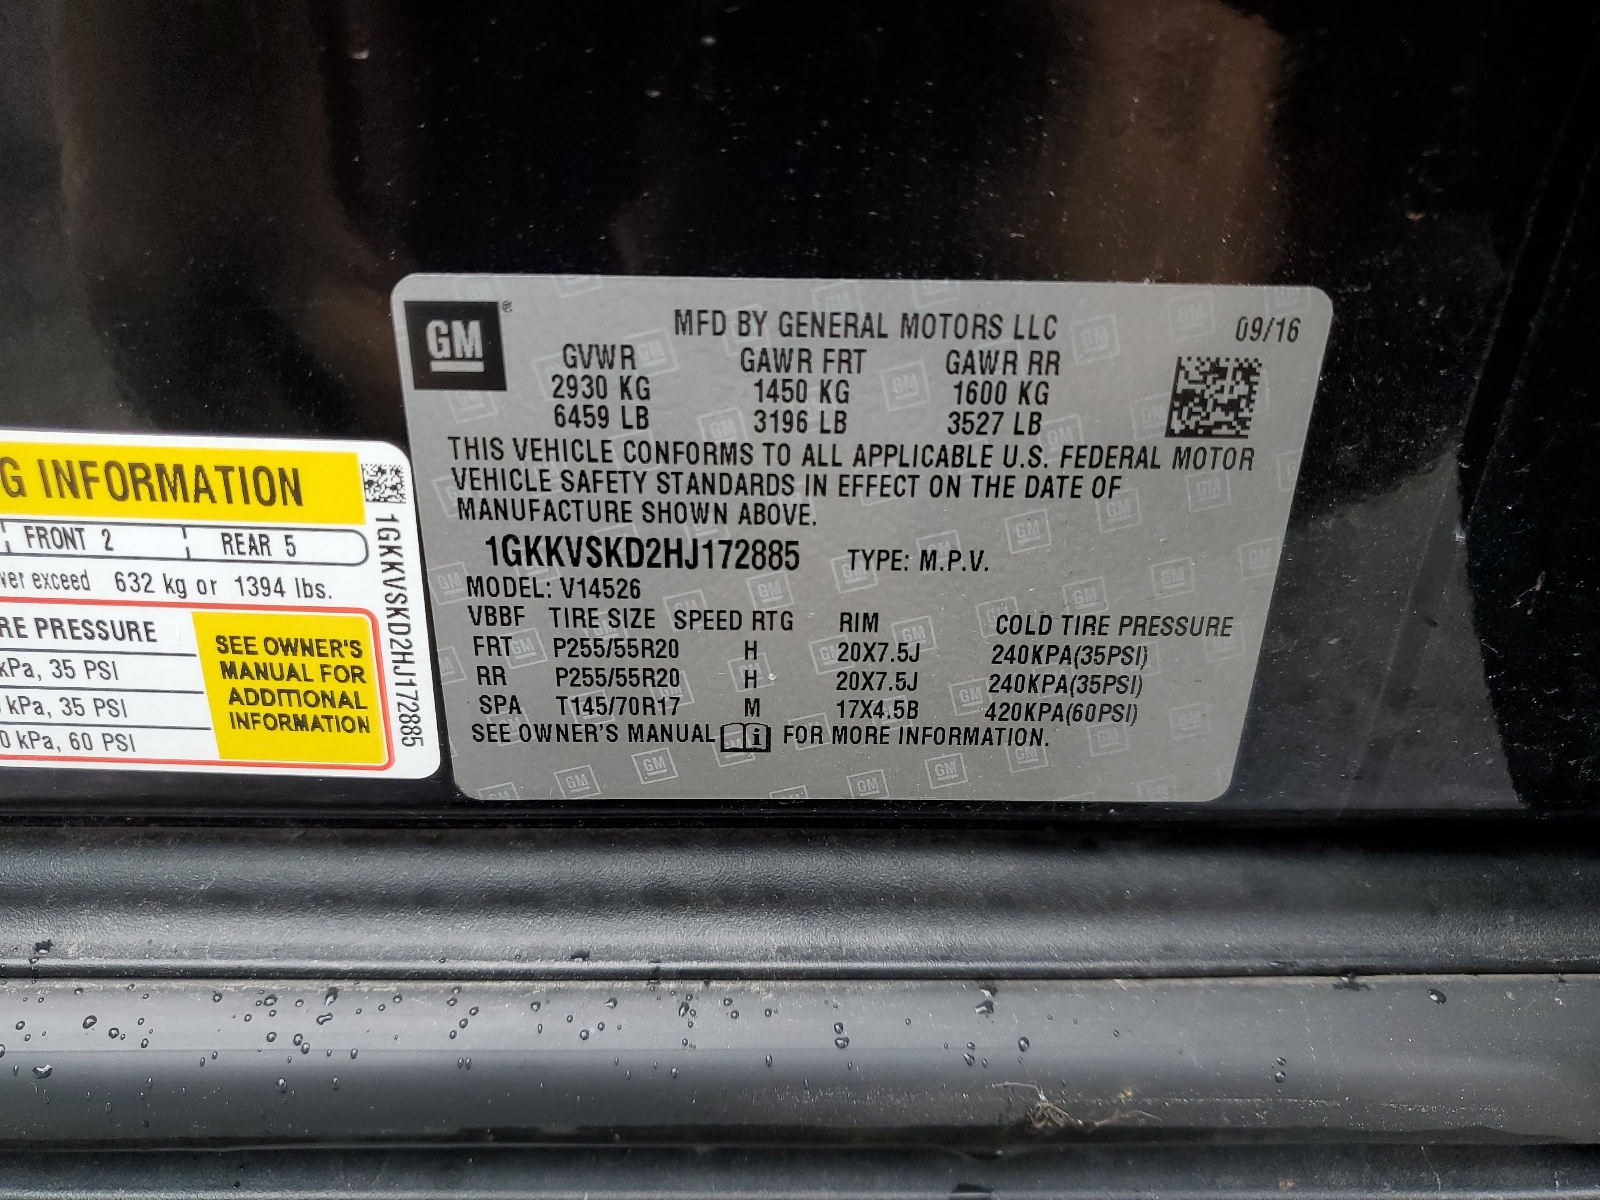 GM ®
MFD BY GENERAL MOTORS LLC 09/16
GVWR GAWR FRT GAWR RR
2930 KG 1450 KG 1600 KG
6459 LB 3196 LB 3527 LB
THIS VEHICLE CONFORMS TO ALL APPLICABLE U.S. FEDERAL MOTOR
VEHICLE SAFETY STANDARDS IN EFFECT ON THE DATE OF
MANUFACTURE SHOWN ABOVE.
1GKKVSKD2HJ172885 TYPE: M.P.V.
MODEL: V14526
VBBF TIRE SIZE SPEED RTG RIM COLD TIRE PRESSURE
FRT P255/55R20 H 20X7.5J 240KPA(35PSI)
RR P255/55R20 H 20X7.5J 240KPA(35PSI)
SPA T145/70R17 M 17X4.5B 420KPA(60PSI)
SEE OWNER'S MANUAL i FOR MORE INFORMATION.
G INFORMATION
FRONT 2 REAR 5
ver exceed 632 kg or 1394 lbs.
RE PRESSURE
kPa, 35 PSI
kPa, 35 PSI
0 kPa, 60 PSI
SEE OWNER'S
MANUAL FOR
ADDITIONAL
INFORMATION
1GKKVSKD2HJ172885